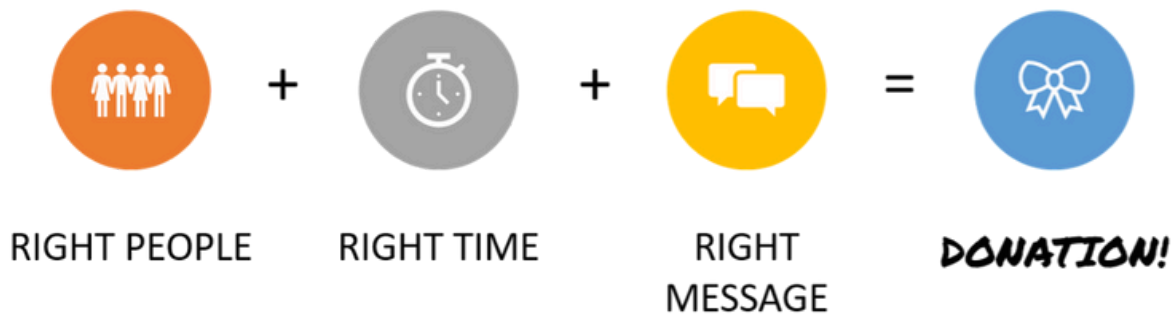 + + =
RIGHT PEOPLE
RIGHT TIME
RIGHT
MESSAGE
DONATION!